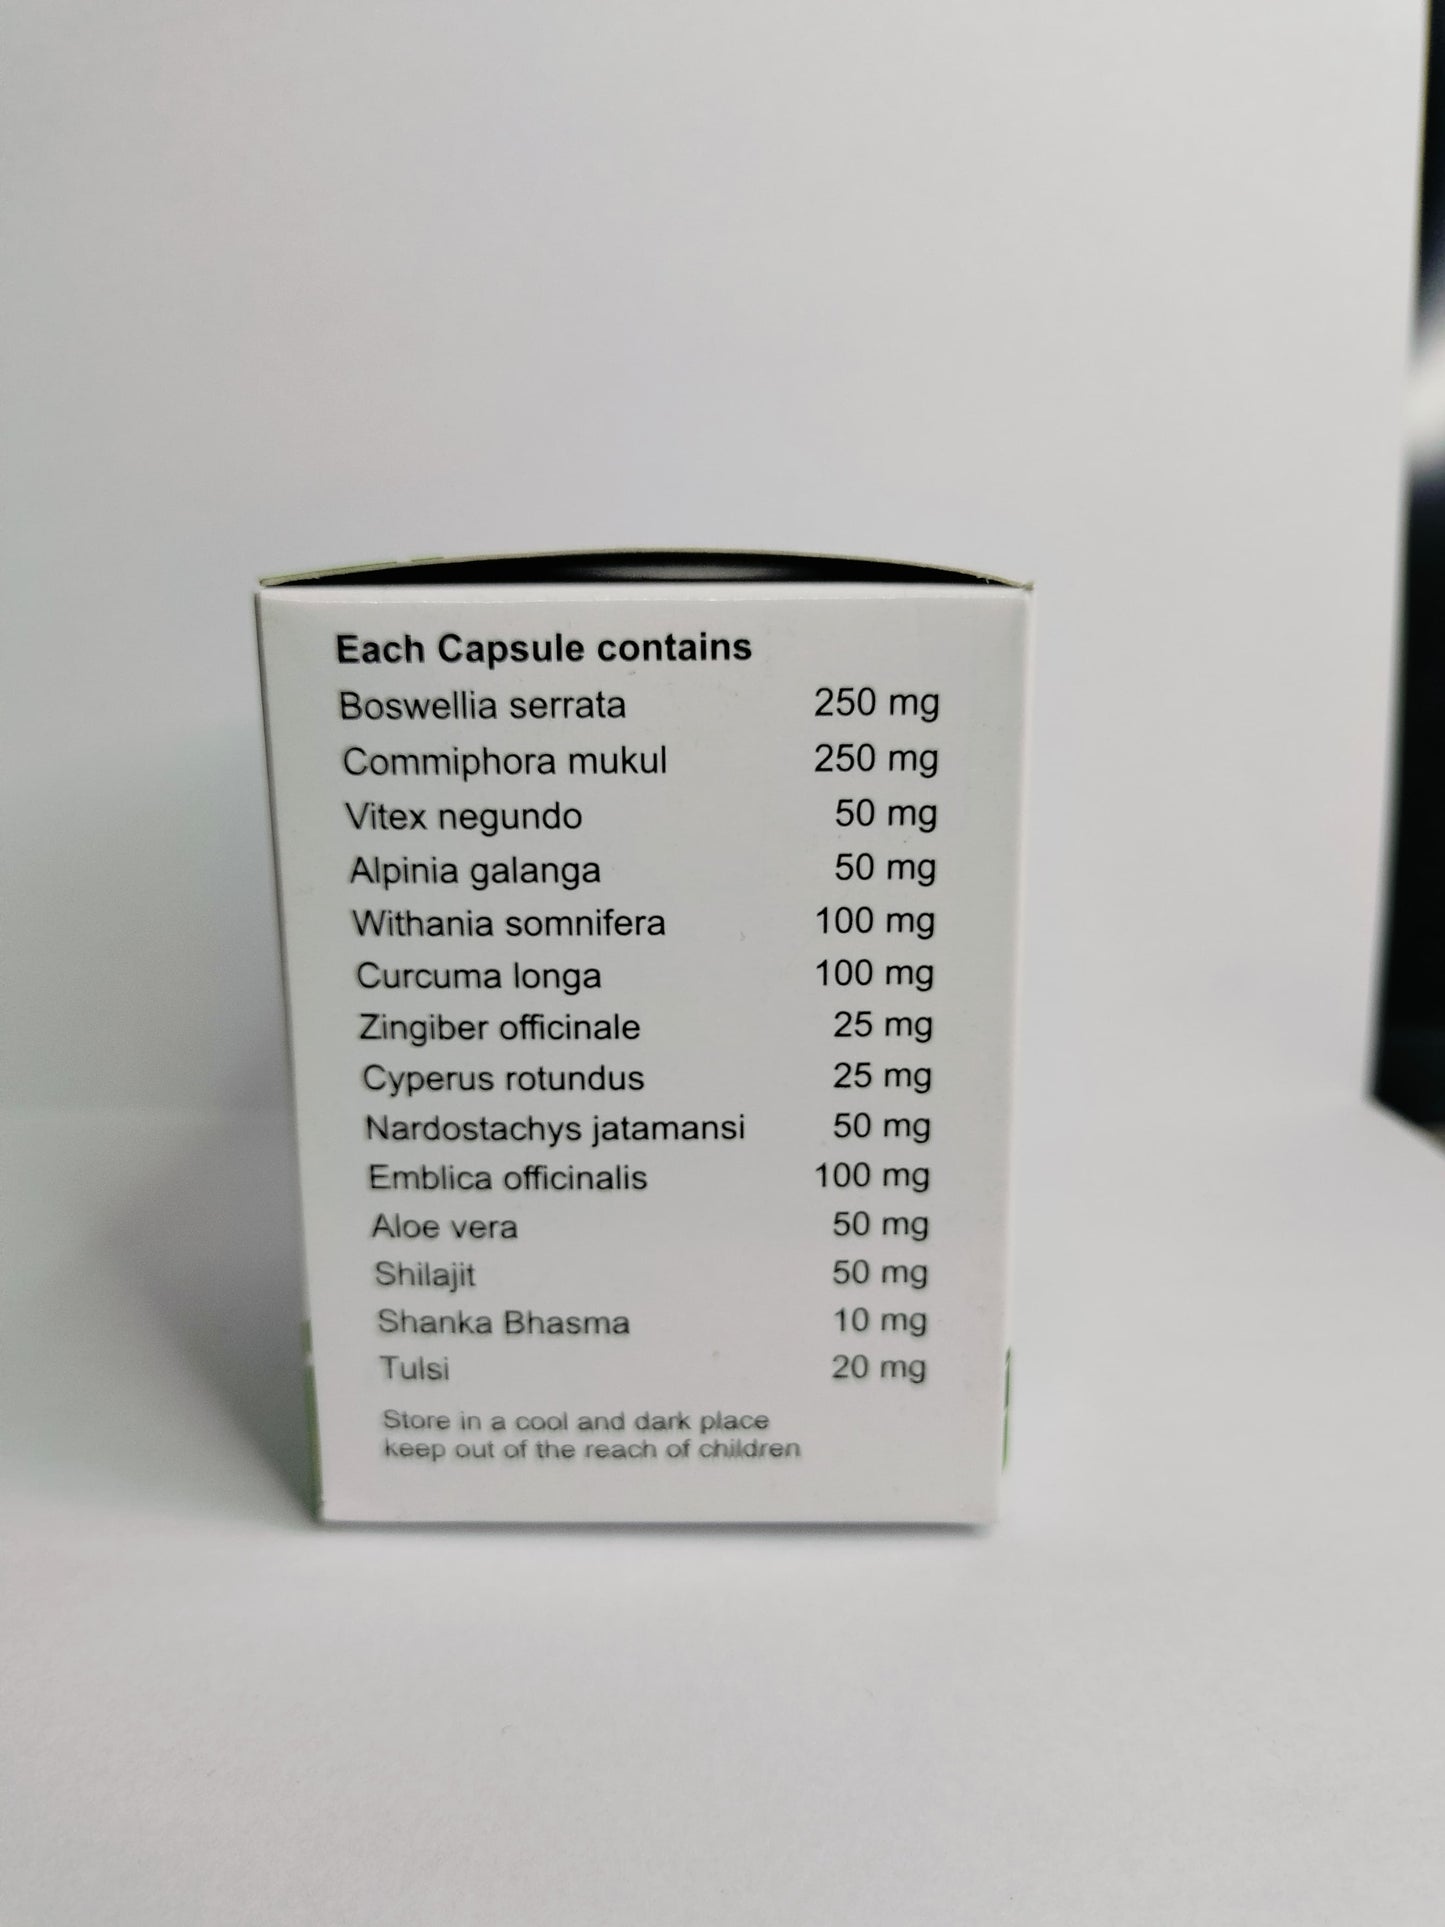 Each Capsule contains
Boswellia serrata 250 mg
Commiphora mukul 250 mg
Vitex negundo 50 mg
Alpinia galanga 50 mg
Withania somnifera 100 mg
Curcuma longa 100 mg
Zingiber officinale 25 mg
Cyperus rotundus 25 mg
Nardostachys jatamansi 50 mg
Emblica officinalis 100 mg
Aloe vera 50 mg
Shilajit 50 mg
Shanka Bhasma 10 mg
Tulsi 20 mg
Store in a cool and dark place
keep out of the reach of children